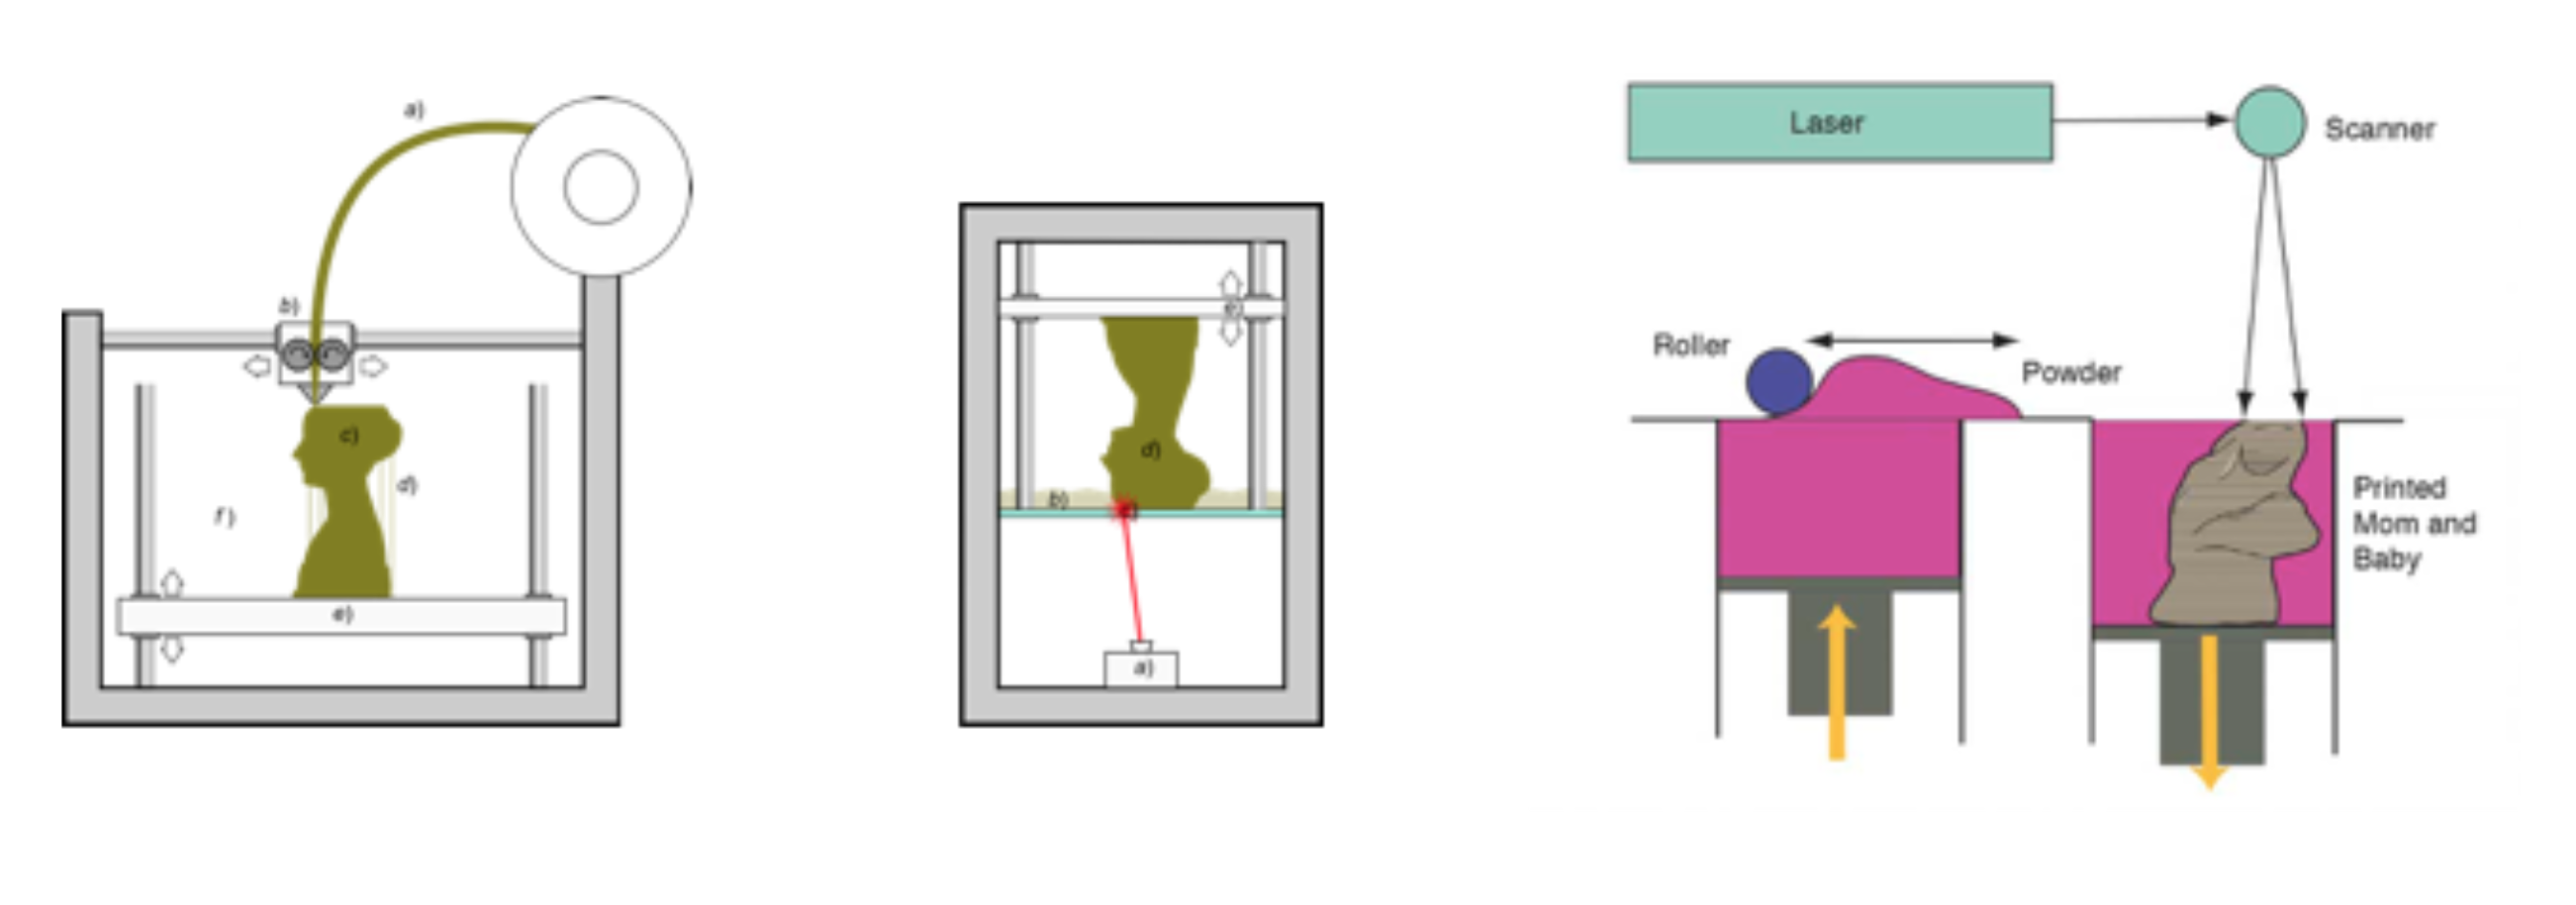 a)
b)
c)
d)
f)
e)
b)
d)
a)
Laser
Scanner
Roller
Powder
Printed
Mom and
Baby